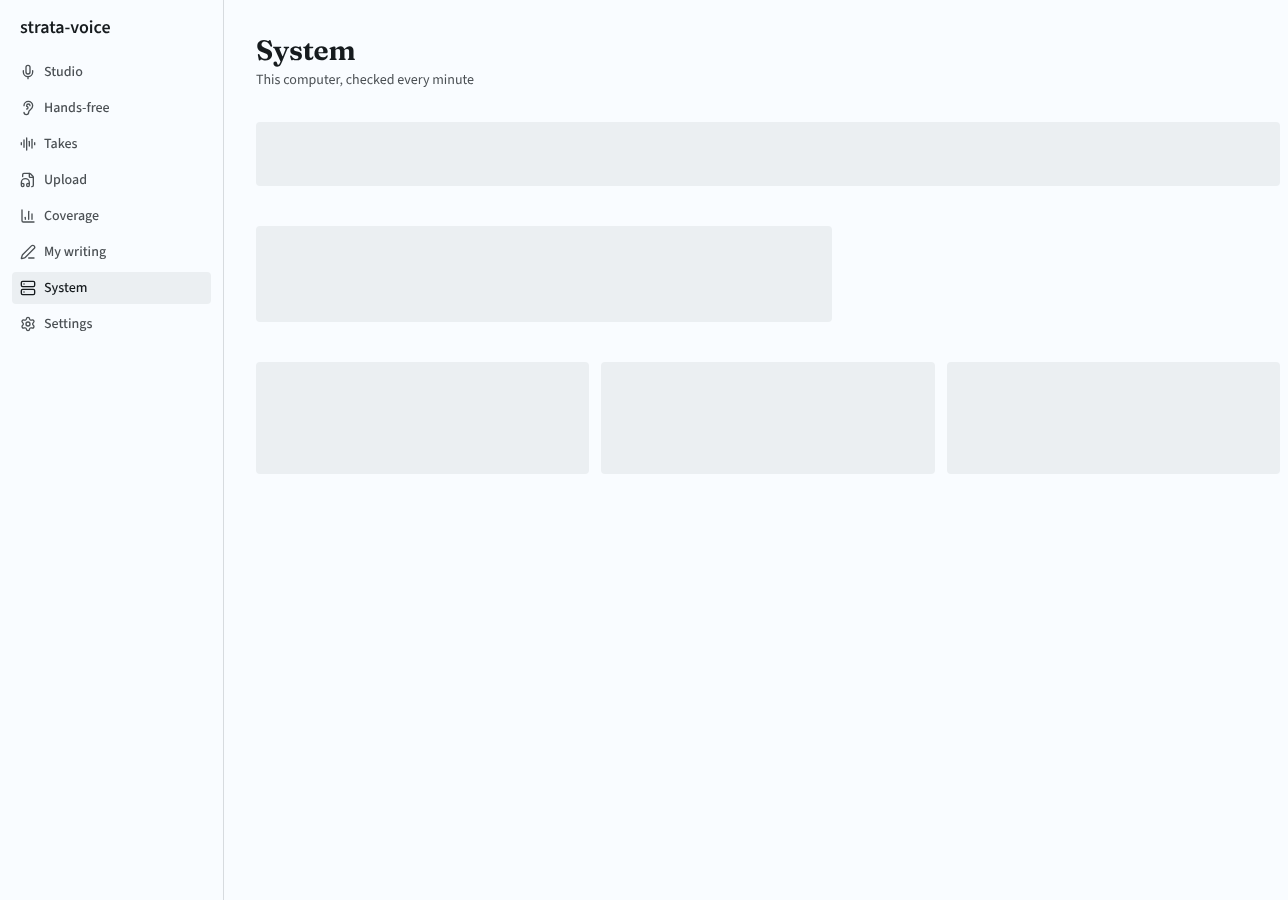 strata-voice
Studio
Hands-free
Takes
Upload
Coverage
My writing
System
Settings
System
This computer, checked every minute